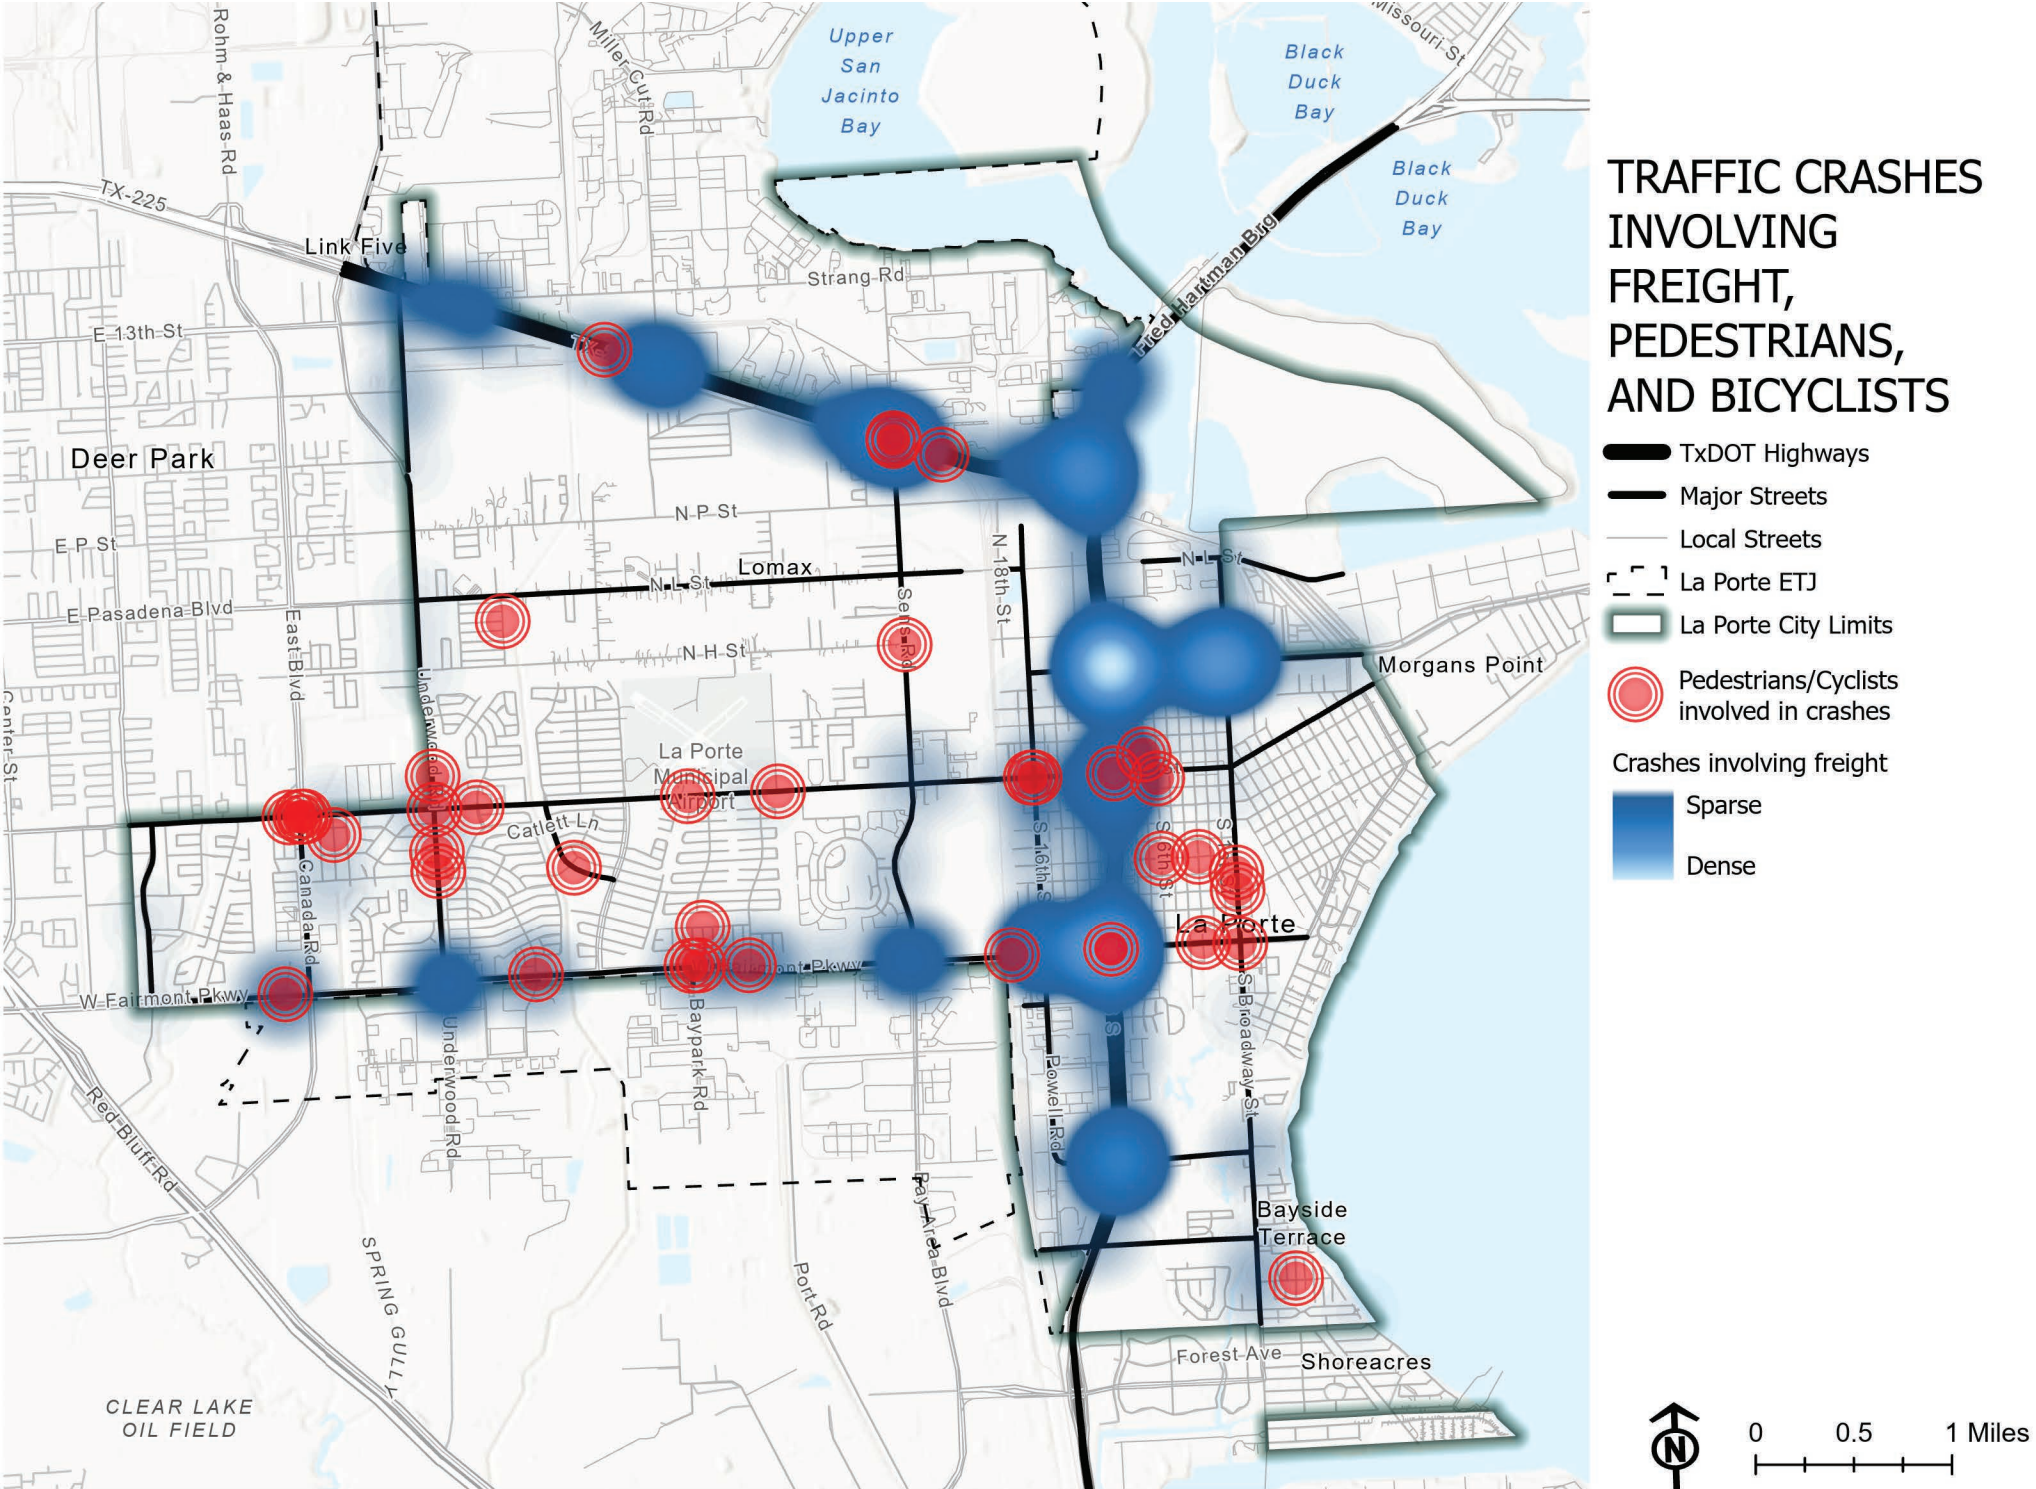 Rohm & Haas Rd
Miller Cut Rd
Missouri St
Upper
San
Jacinto
Bay
Black
Duck
Bay
Black
Duck
Bay
TX-225
Link Five
Strang Rd
Fred Hartman Brg
E 13th St
Deer Park
N P St
E P St
Lomax
N L St
N L St
N 18th St
E Pasadena Blvd
East Blvd
Sens Rd
N H St
Morgans Point
Center St
Underwood Rd
La Porte
Municipal
Airport
Catlett Ln
S 16th S
S 6th St
Canada Rd
La Porte
W Fairmont Pkwy
Fairmont Pkwy
Underwood Rd
Baypark Rd
Powell Rd
S Broadway St
Red Bluff Rd
Bay Area Blvd
Port Rd
SPRING GULLY
Bayside
Terrace
Forest Ave
Shoreacres
CLEAR LAKE
OIL FIELD
TRAFFIC CRASHES
INVOLVING
FREIGHT,
PEDESTRIANS,
AND BICYCLISTS
TxDOT Highways
Major Streets
Local Streets
La Porte ETJ
La Porte City Limits
Pedestrians/Cyclists
involved in crashes
Crashes involving freight
Sparse
Dense
N
0 0.5 1 Miles